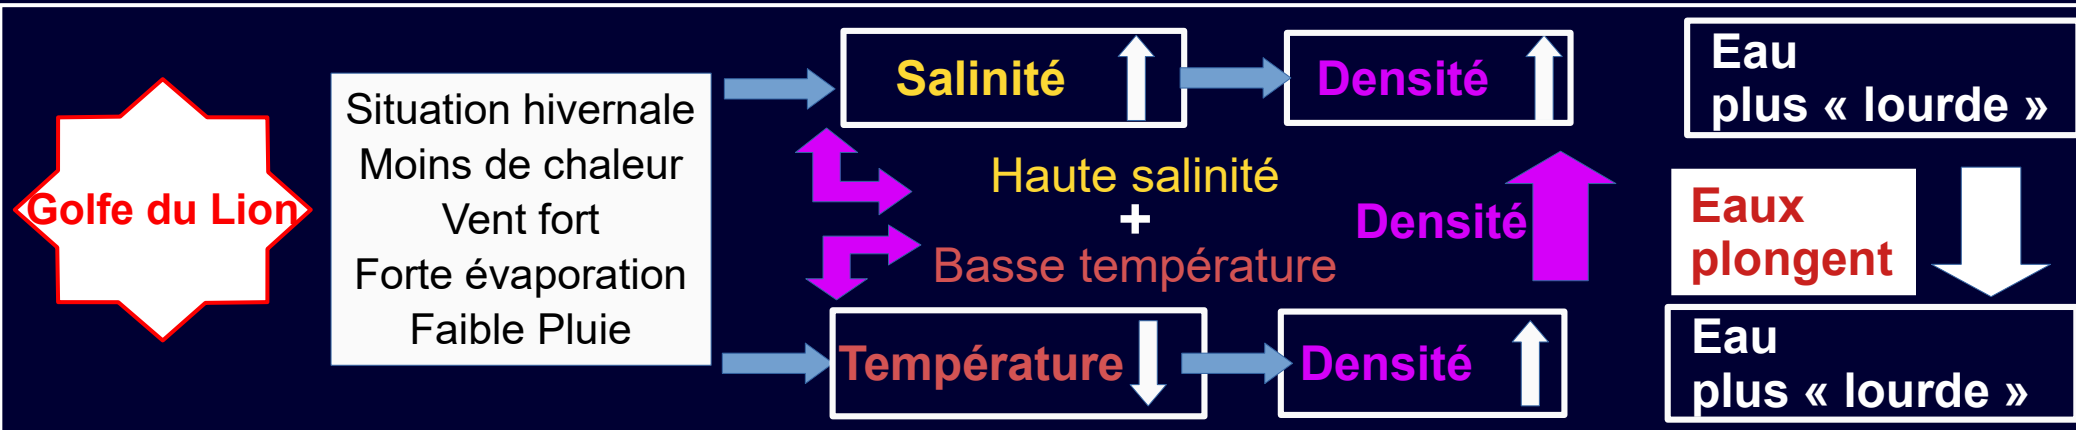 Golfe du Lion
Situation hivernale
Moins de chaleur
Vent fort
Forte évaporation
Faible Pluie
Salinité
Densité
Eau
plus « lourde »
Haute salinité
+
Basse température
Densité
Eaux
plongent
Température
Densité
Eau
plus « lourde »